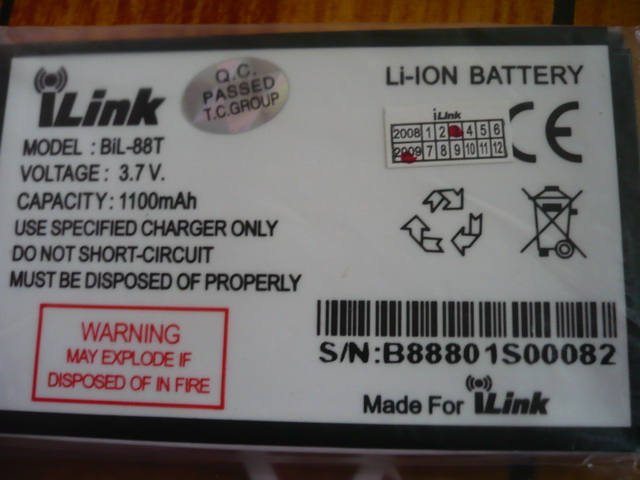 iLink
Q.C.
PASSED
T.C.GROUP
Li-ION BATTERY
iLink
2008 1 2 3 4 5 6
2009 7 8 9 10 11 12
CE
MODEL : BiL-88T
VOLTAGE : 3.7 V.
CAPACITY : 1100mAh
USE SPECIFIED CHARGER ONLY
DO NOT SHORT-CIRCUIT
MUST BE DISPOSED OF PROPERLY
WARNING
MAY EXPLODE IF
DISPOSED OF IN FIRE
S/N:B88801S00082
Made For iLink